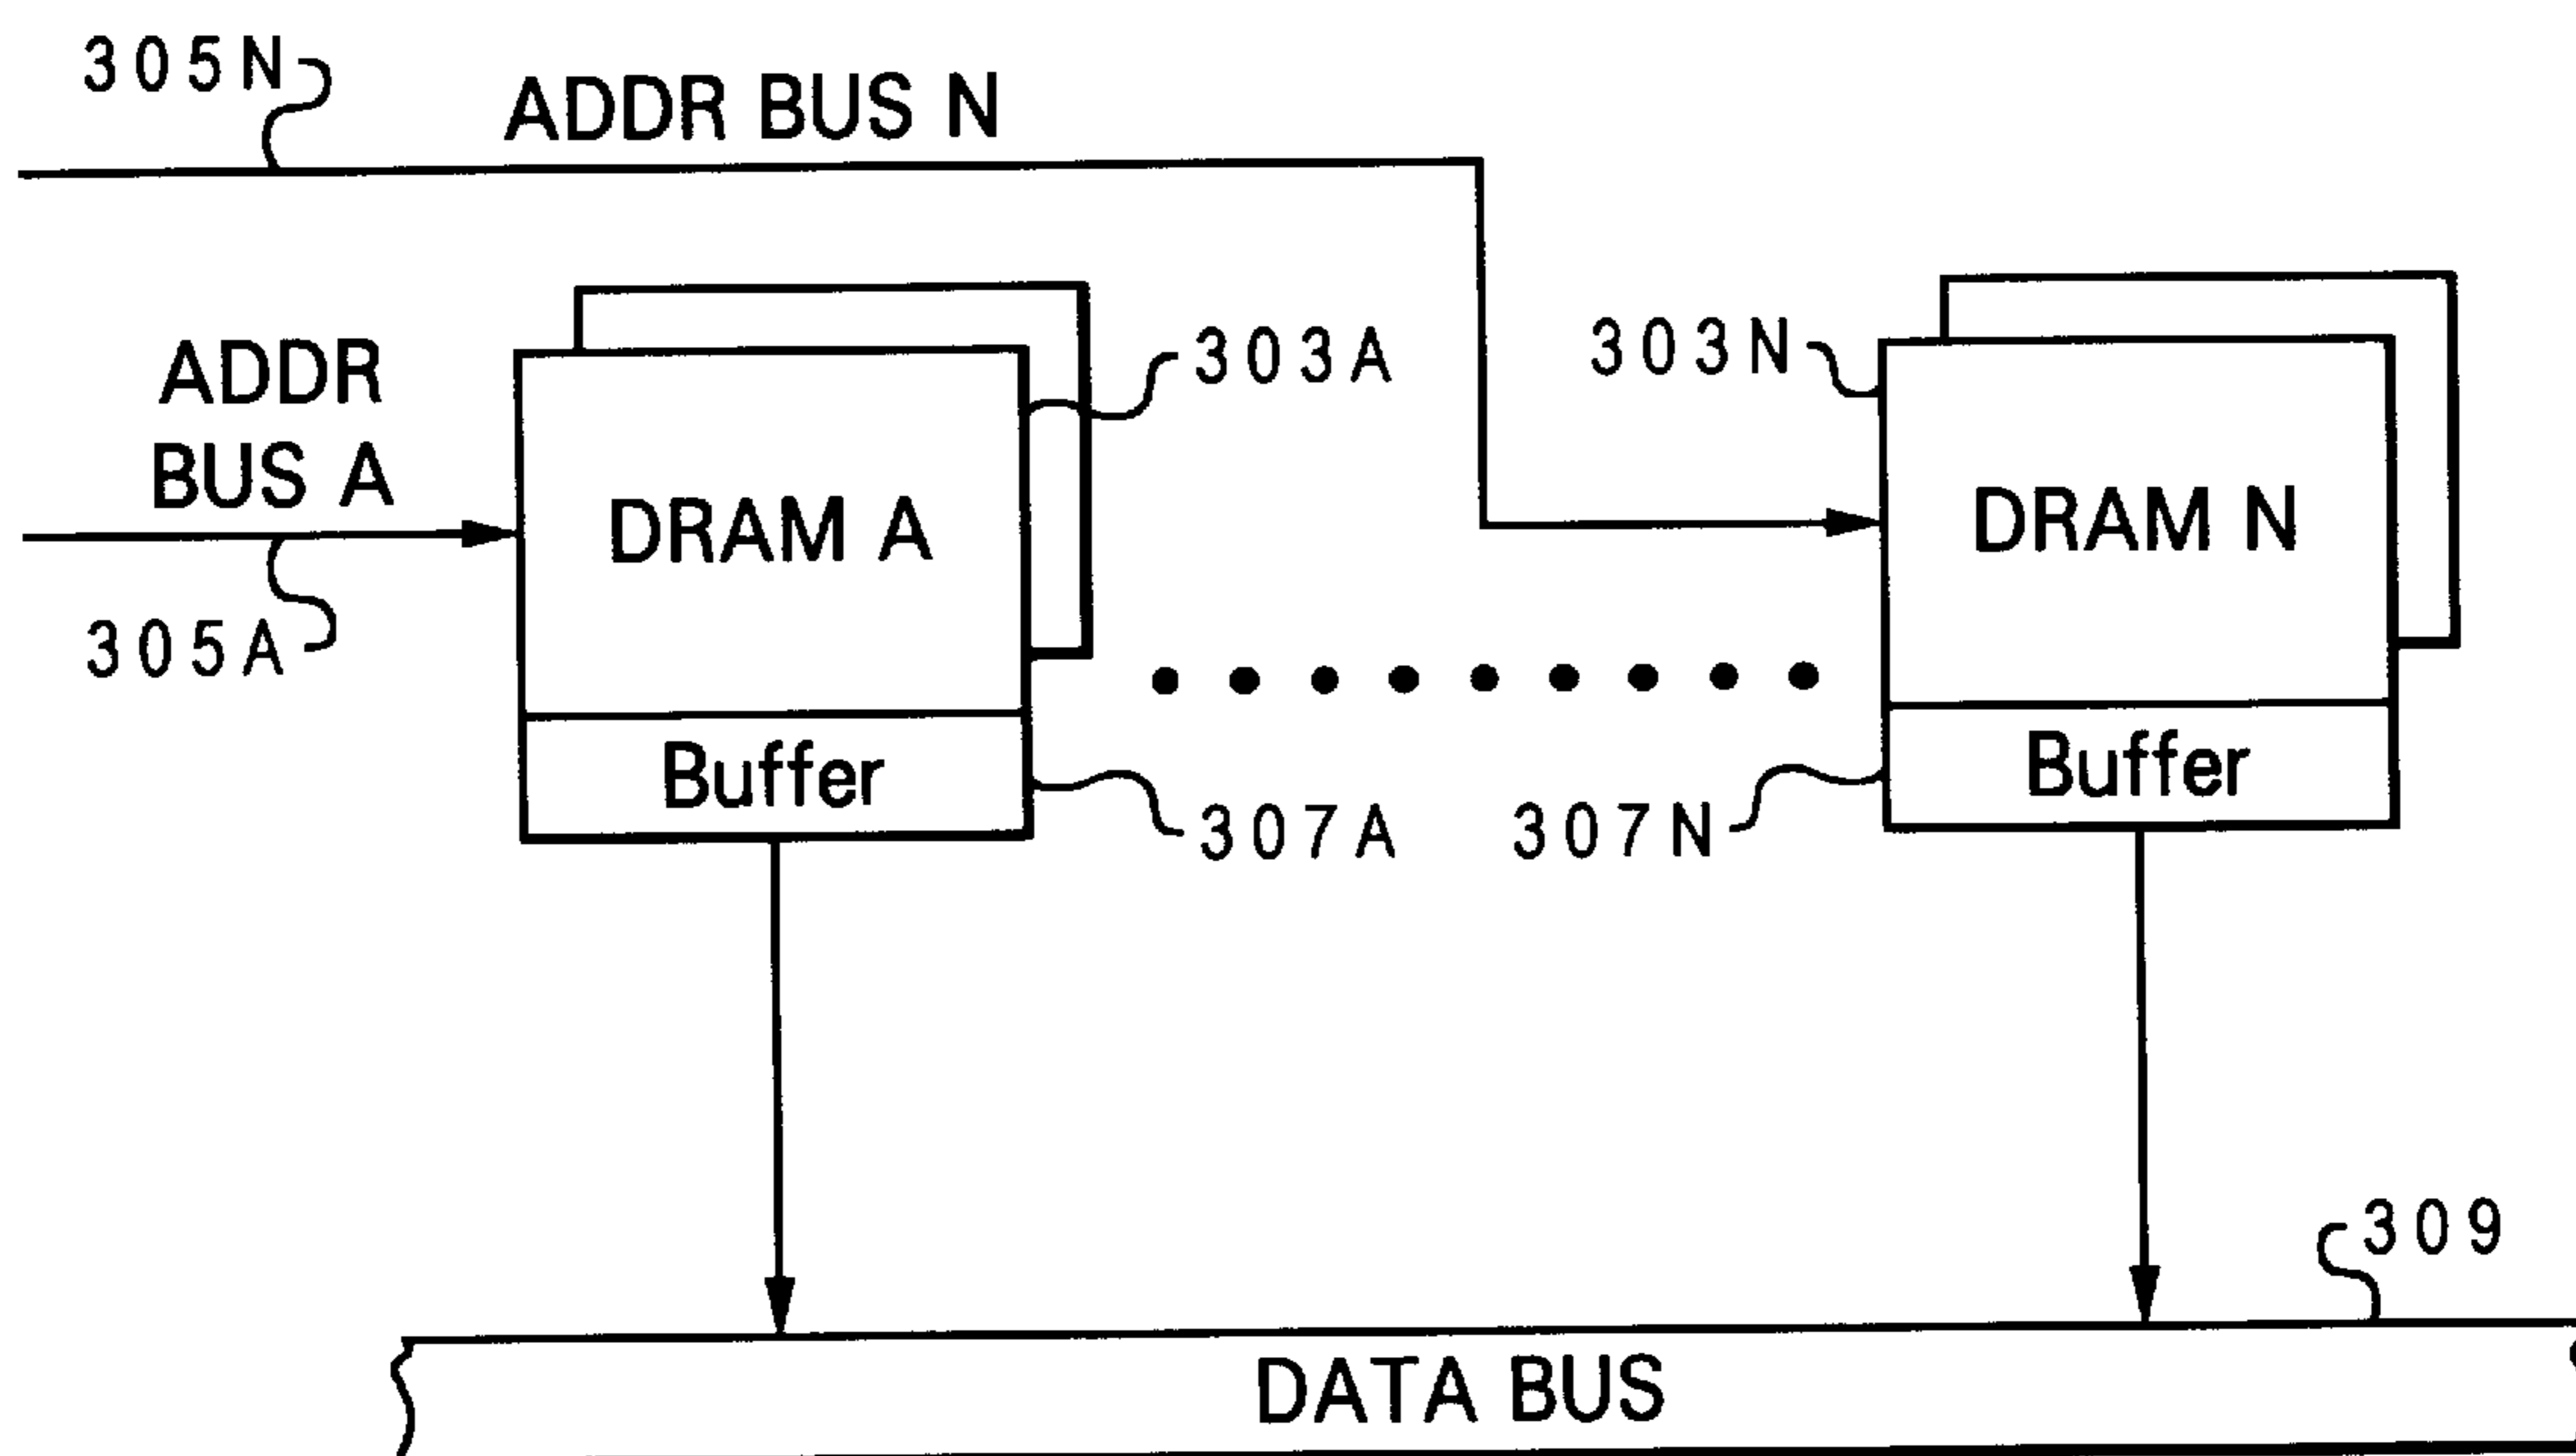 305N
ADDR BUS N
ADDR
BUS A
305A
303A
303N
DRAM A
DRAM N
Buffer
Buffer
307A
307N
309
DATA BUS